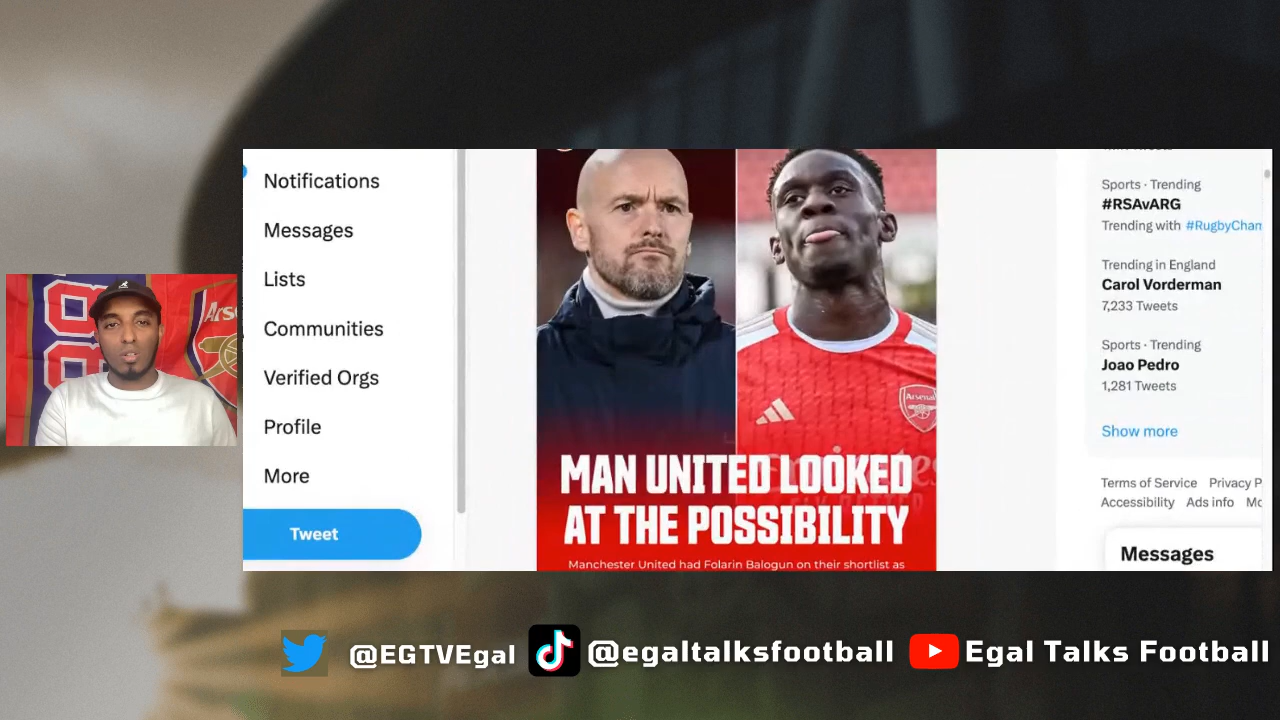 Notifications
Messages
Lists
Communities
Verified Orgs
Profile
More
Tweet
Arsenal
MAN UNITED LOOKED
AT THE POSSIBILITY
Manchester United had Folarin Balogun on their shortlist as
Sports · Trending
#RSAvARG
Trending with #RugbyCham
Trending in England
Carol Vorderman
7,233 Tweets
Sports · Trending
Joao Pedro
1,281 Tweets
Show more
Terms of Service Privacy P
Accessibility Ads info Mo
Messages
@EGTVEgal
@egaltalksfootball
Egal Talks Football